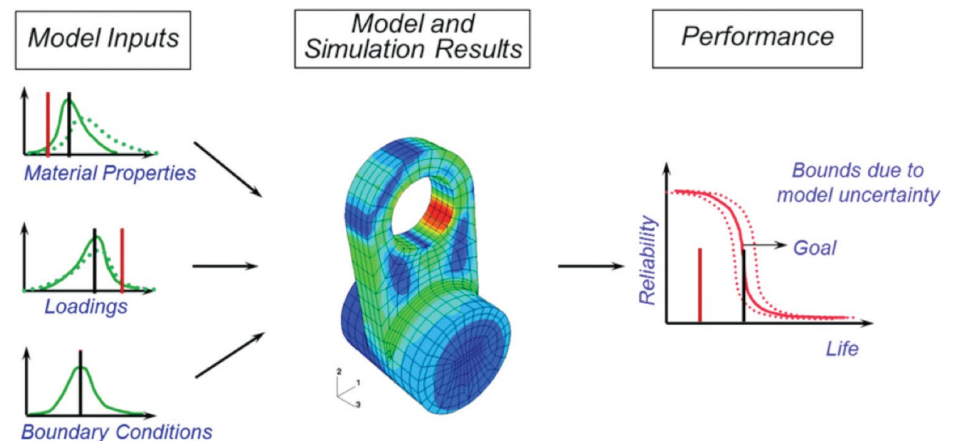 Model Inputs
Model and
Simulation Results
Performance
Material Properties
Loadings
Boundary Conditions
2
1
3
Bounds due to
model uncertainty
Goal
Reliability
Life